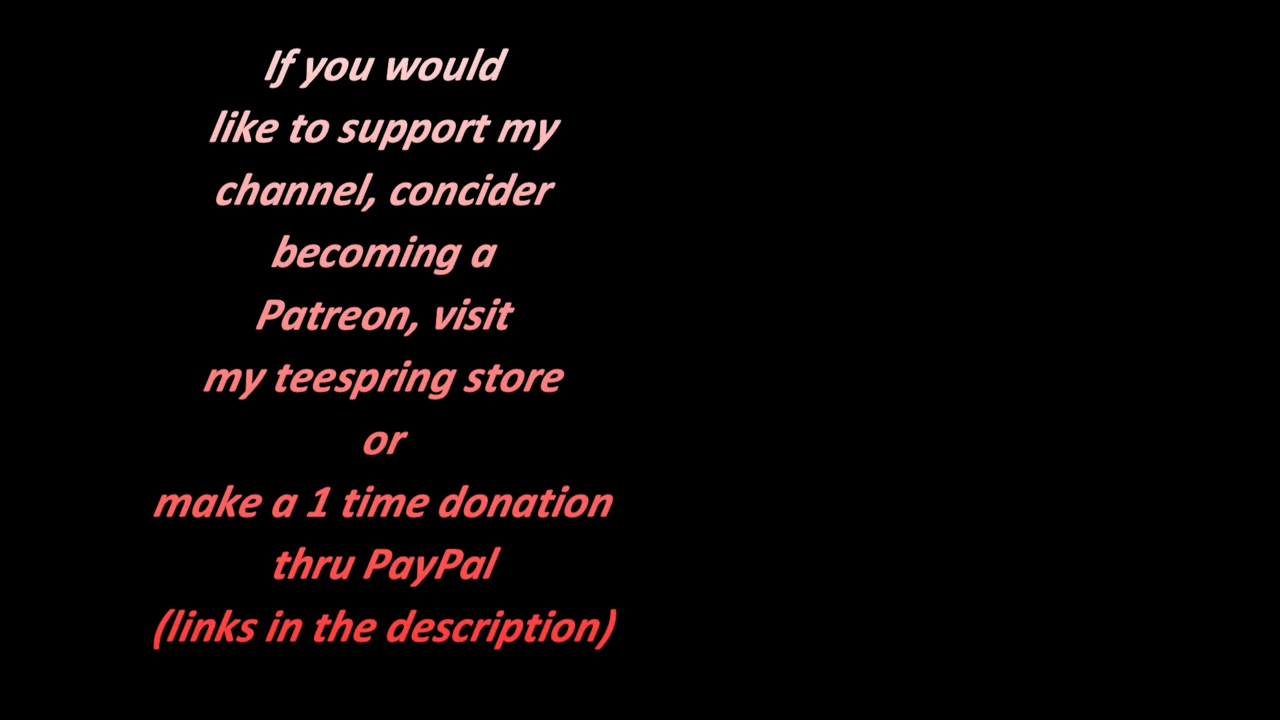 If you would
like to support my
channel, concider
becoming a
Patreon, visit
my teespring store
or
make a 1 time donation
thru PayPal
(links in the description)